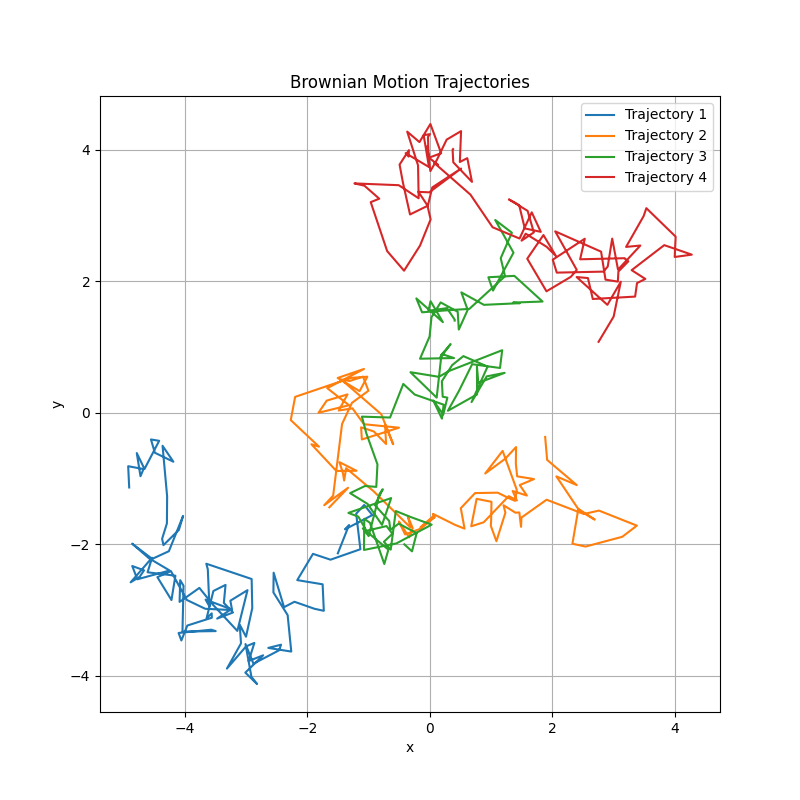 Brownian Motion Trajectories
Trajectory 1
Trajectory 2
Trajectory 3
Trajectory 4
y
4
2
0
−2
−4
−4 −2 0 2 4
x